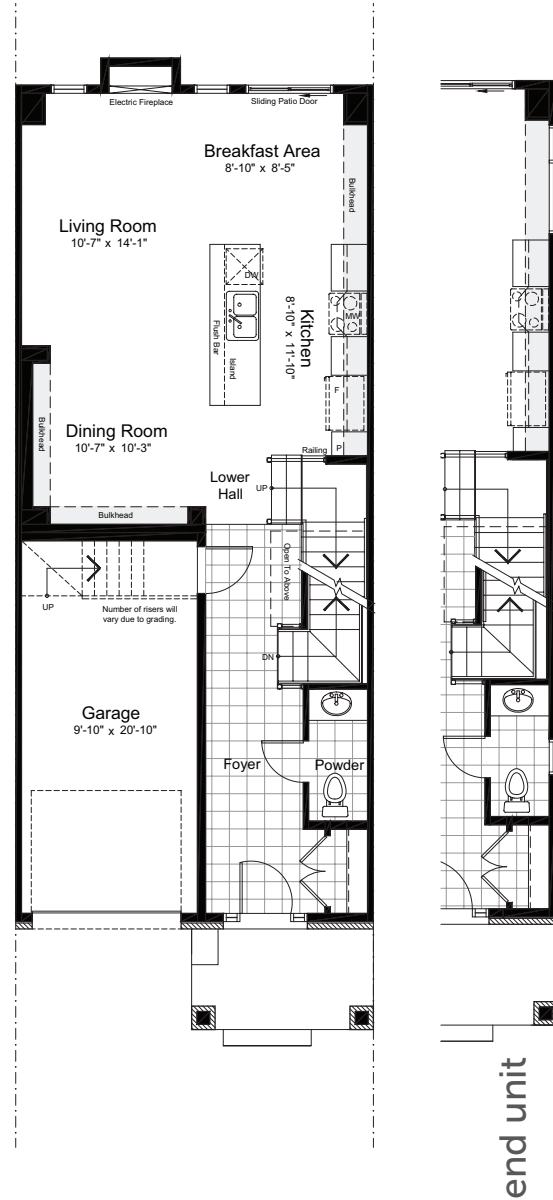 Electric Fireplace
Sliding Patio Door
Breakfast Area
8'-10" x 8'-5"
Bulkhead
Living Room
10'-7" x 14'-1"
DW
Flush Bar
Island
Kitchen
8'-10" x 11'-10"
MW
F
P
Railing
Bulkhead
Dining Room
10'-7" x 10'-3"
Bulkhead
Lower
Hall
UP
Open To Above
UP
Number of risers will
vary due to grading.
DN
Garage
9'-10" x 20'-10"
Foyer
Powder
end unit